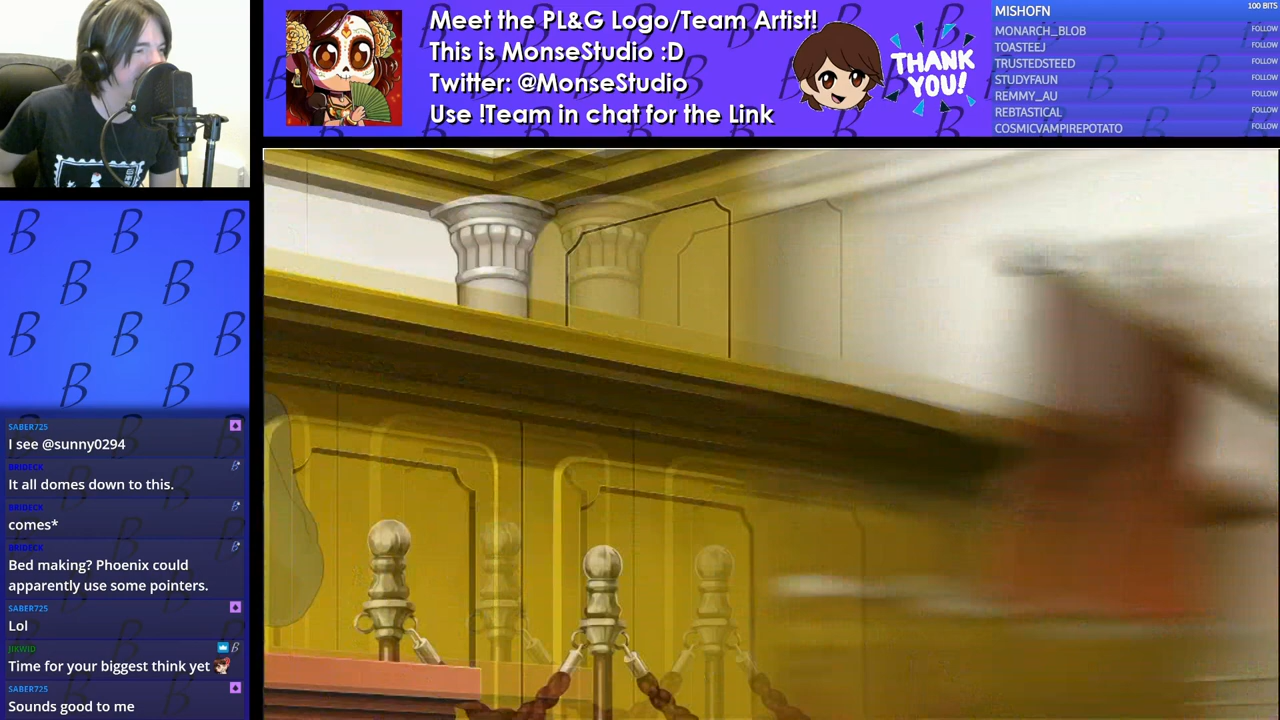 Meet the PL&G Logo/Team Artist!
This is MonseStudio :D
Twitter: @MonseStudio
Use !Team in chat for the Link
THANK
YOU!
MISHOFN 100 BITS
MONARCH_BLOB FOLLOW
TOASTEEJ FOLLOW
TRUSTEDSTEED FOLLOW
STUDYFAUN FOLLOW
REMMY_AU FOLLOW
REBTASTICAL FOLLOW
COSMICVAMPIREPOTATO FOLLOW
SABER725
I see @sunny0294
BRIDECK
It all domes down to this.
BRIDECK
comes*
BRIDECK
Bed making? Phoenix could
apparently use some pointers.
SABER725
Lol
JIKWID
Time for your biggest think yet
SABER725
Sounds good to me